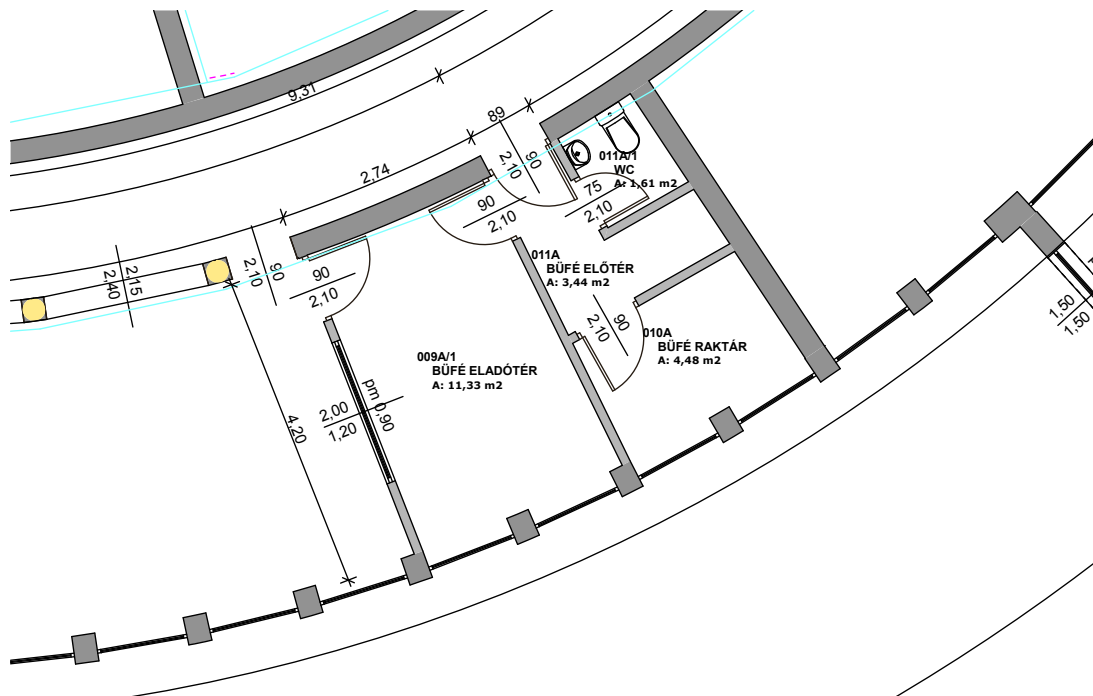 9,31
89
2,74
90
2,10
011A/1
WC
A: 1,61 m2
75
2,10
90
2,10
011A
BÜFÉ ELŐTÉR
A: 3,44 m2
2,15
2,40
90
2,10
90
2,10
90
2,10
010A
BÜFÉ RAKTÁR
A: 4,48 m2
1,50
1,50
009A/1
BÜFÉ ELADÓTÉR
A: 11,33 m2
pm 0,90
2,00
1,20
4,20